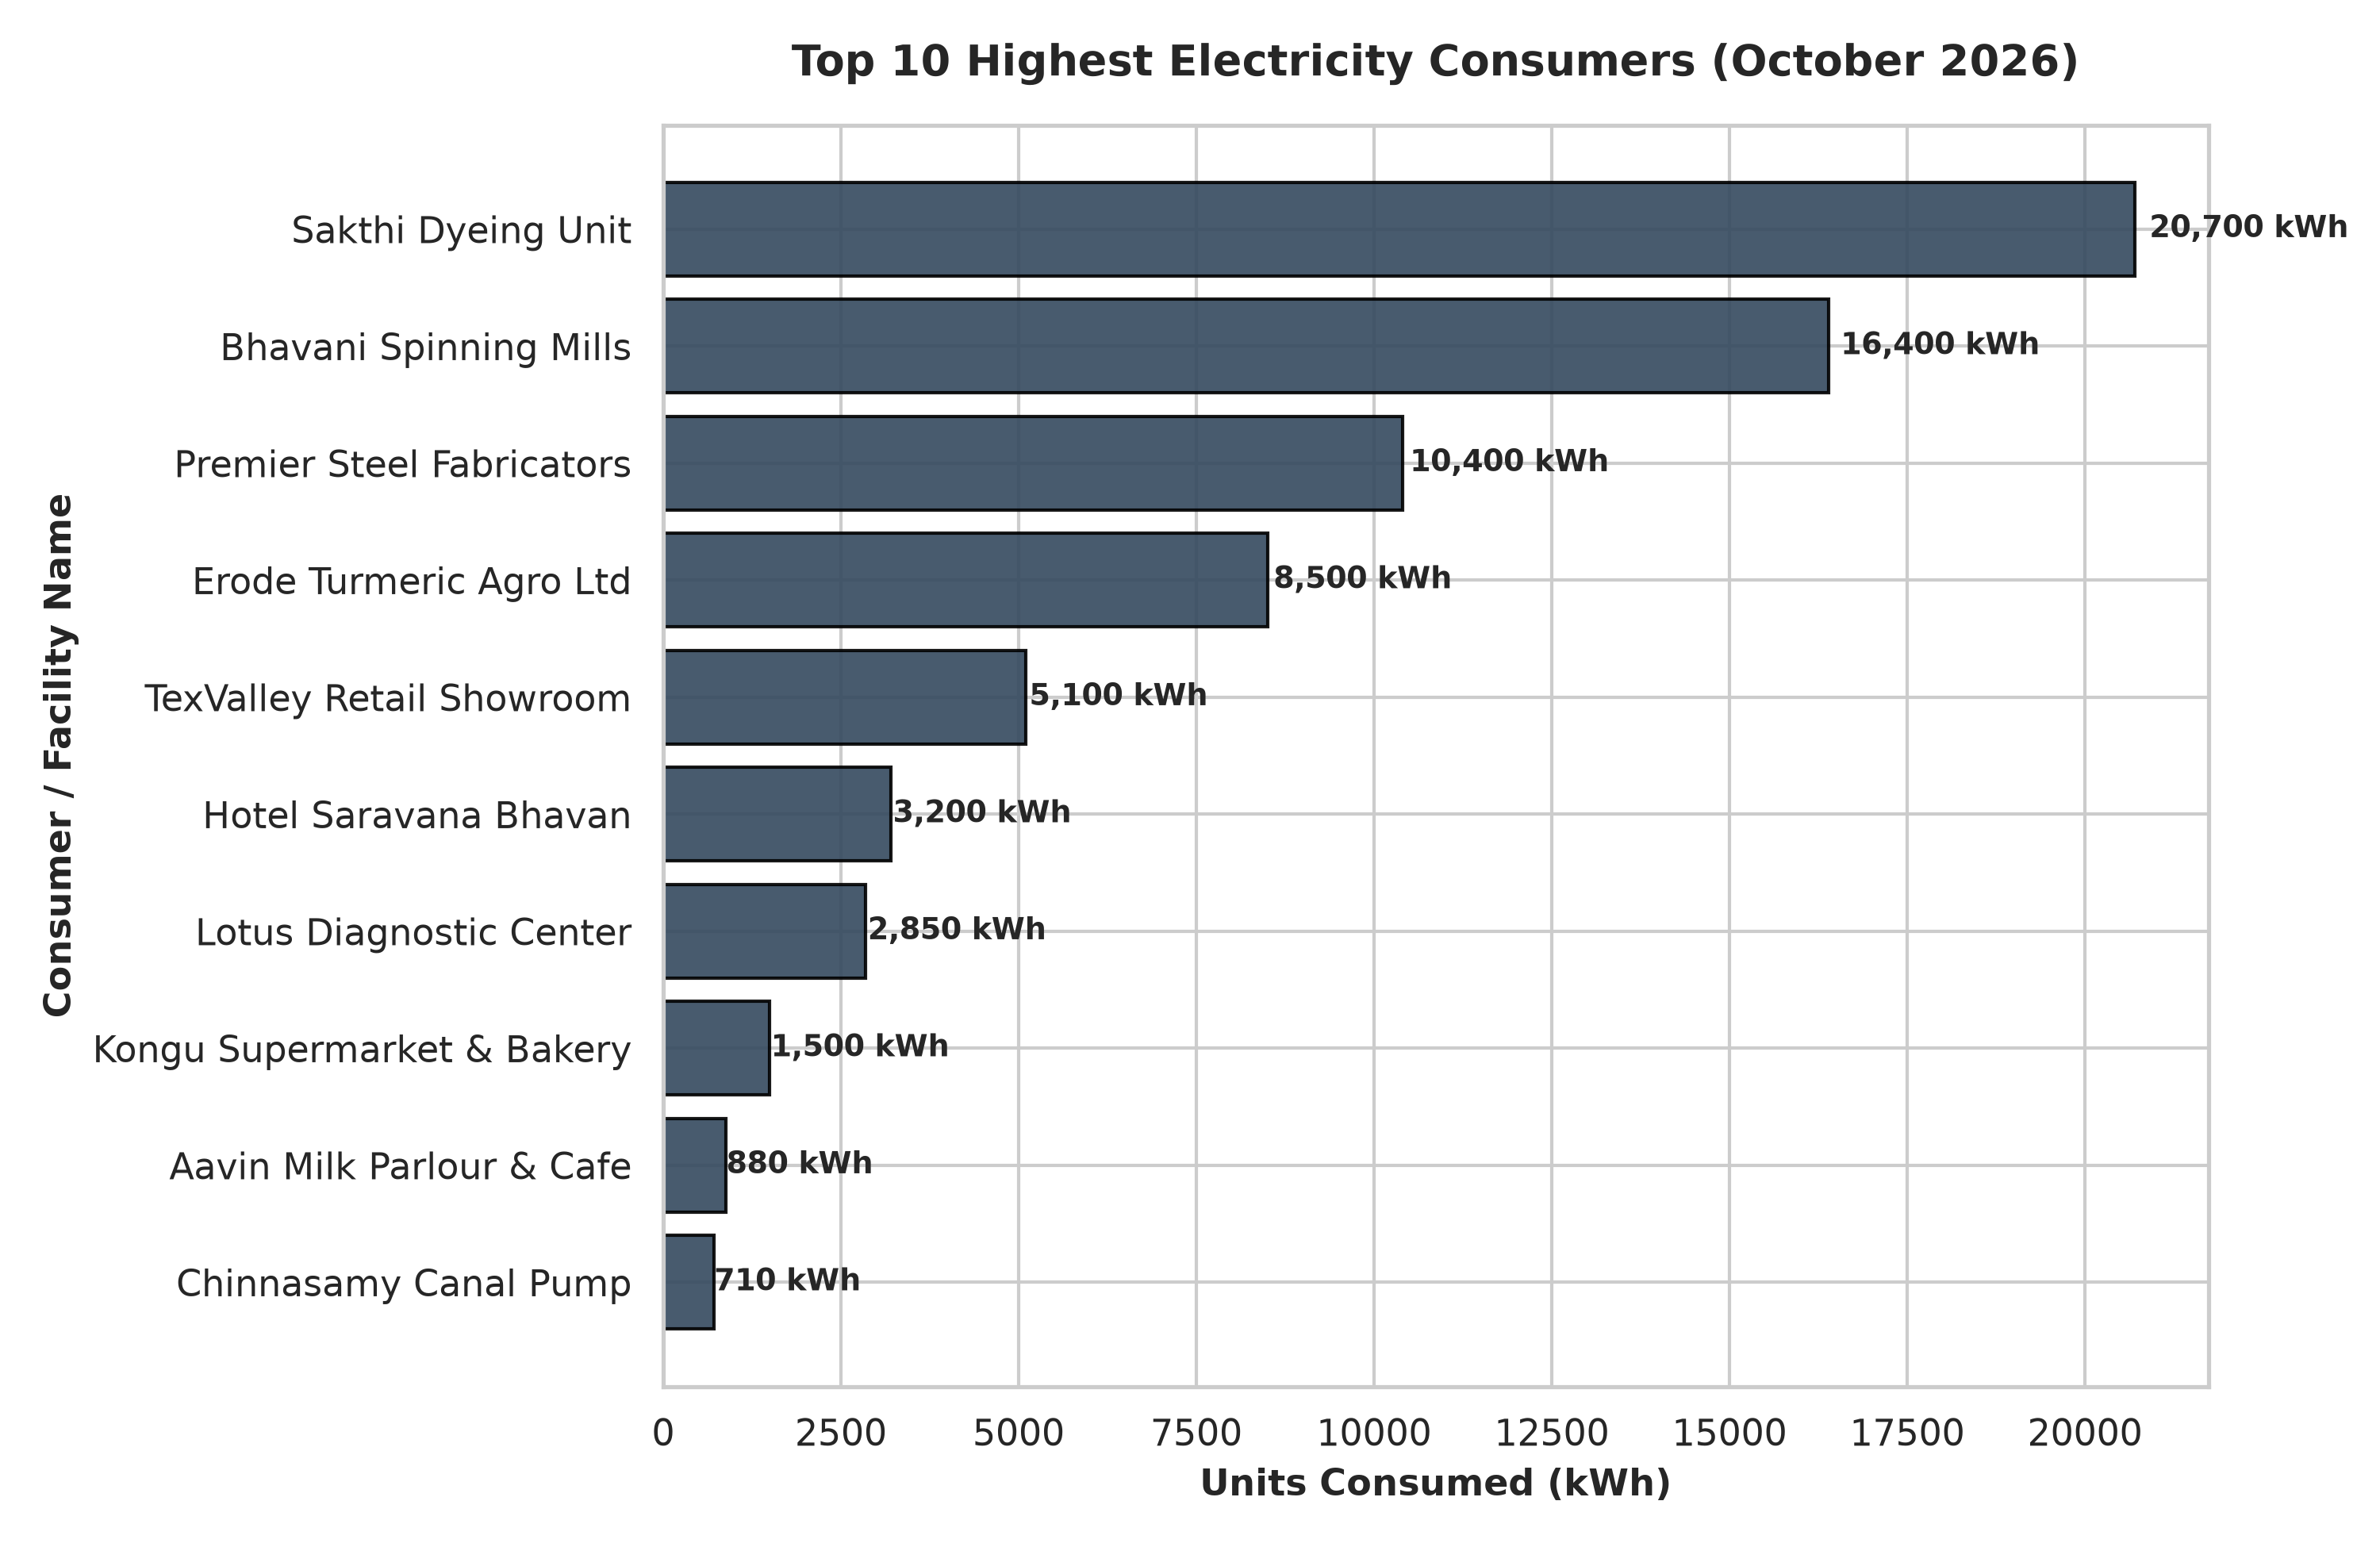 Top 10 Highest Electricity Consumers (October 2026)
Consumer / Facility Name
Sakthi Dyeing Unit
20,700 kWh
Bhavani Spinning Mills
16,400 kWh
Premier Steel Fabricators
10,400 kWh
Erode Turmeric Agro Ltd
8,500 kWh
TexValley Retail Showroom
5,100 kWh
Hotel Saravana Bhavan
3,200 kWh
Lotus Diagnostic Center
2,850 kWh
Kongu Supermarket & Bakery
1,500 kWh
Aavin Milk Parlour & Cafe
880 kWh
Chinnasamy Canal Pump
710 kWh
0 2500 5000 7500 10000 12500 15000 17500 20000
Units Consumed (kWh)